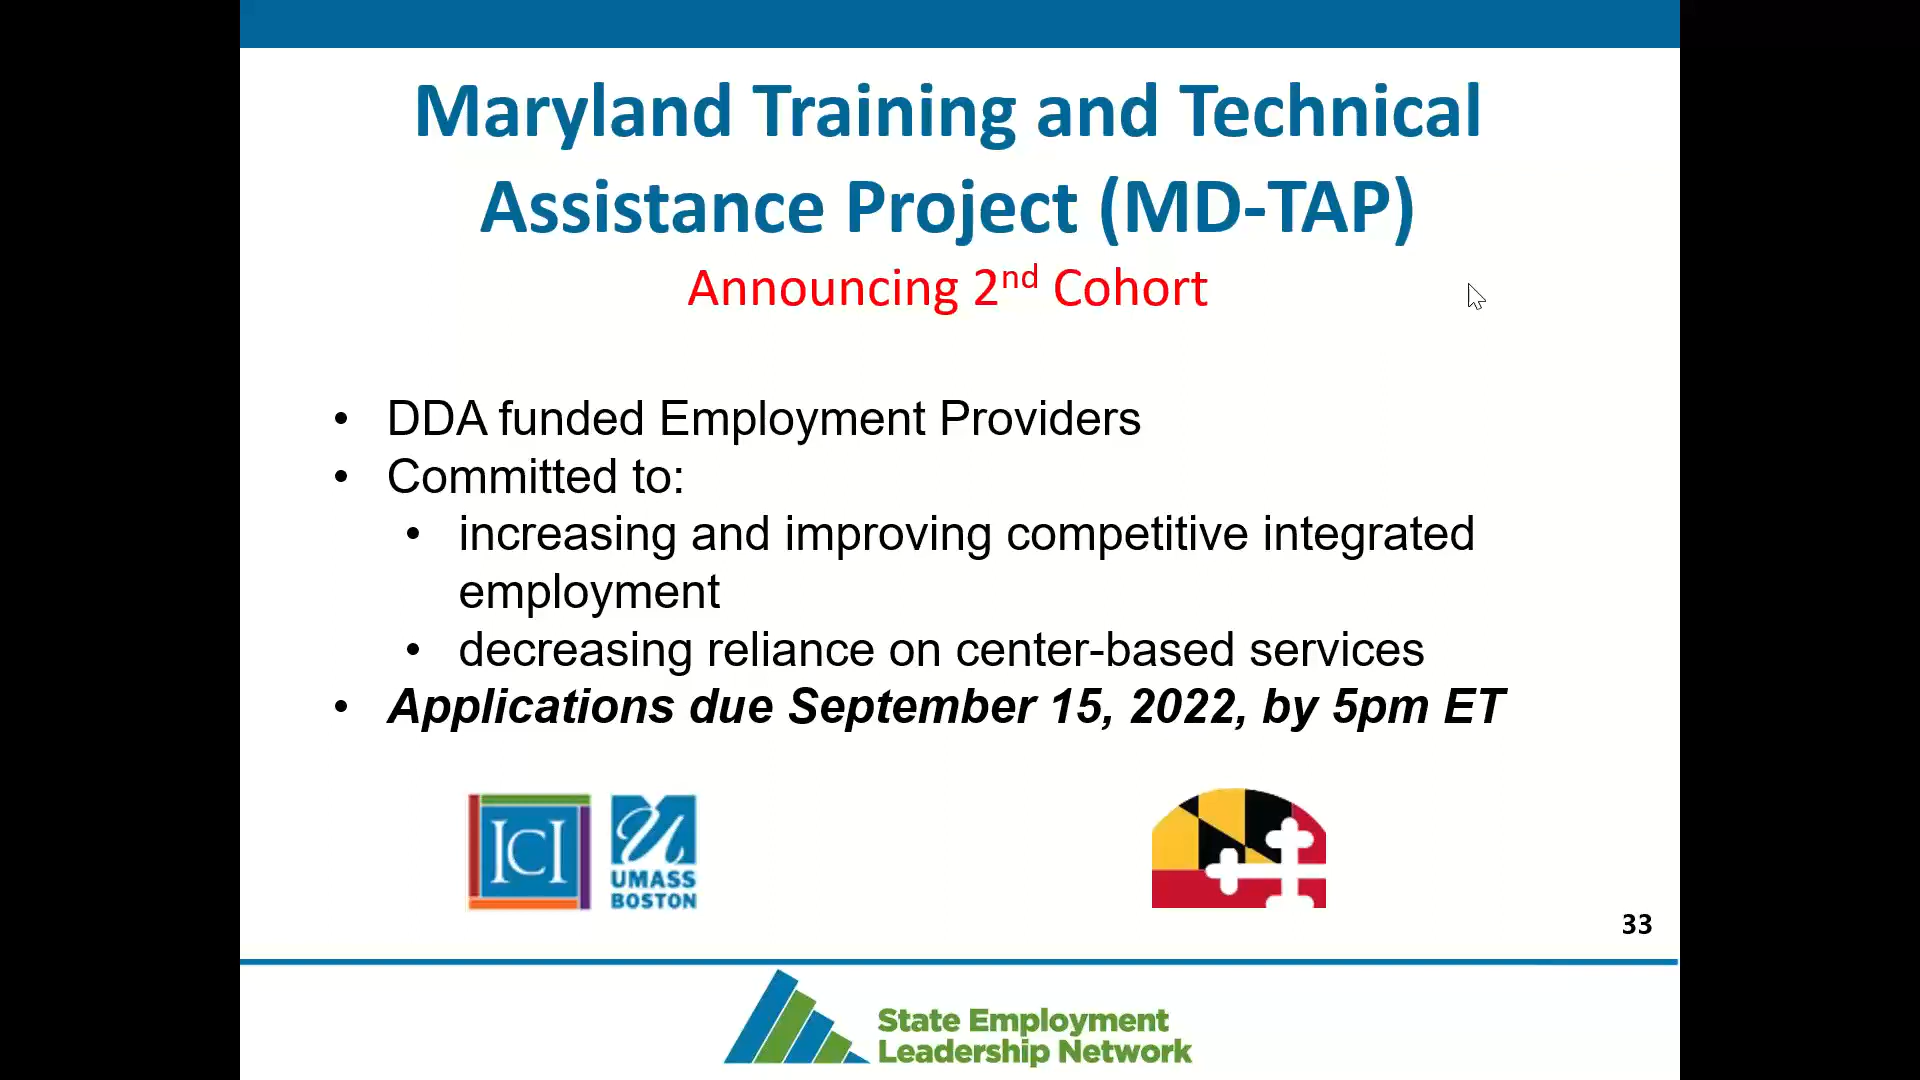 Maryland Training and Technical
Assistance Project (MD-TAP)
Announcing 2nd Cohort
• DDA funded Employment Providers
• Committed to:
• increasing and improving competitive integrated
employment
• decreasing reliance on center-based services
• Applications due September 15, 2022, by 5pm ET
ICI
UMASS
BOSTON
33
State Employment
Leadership Network